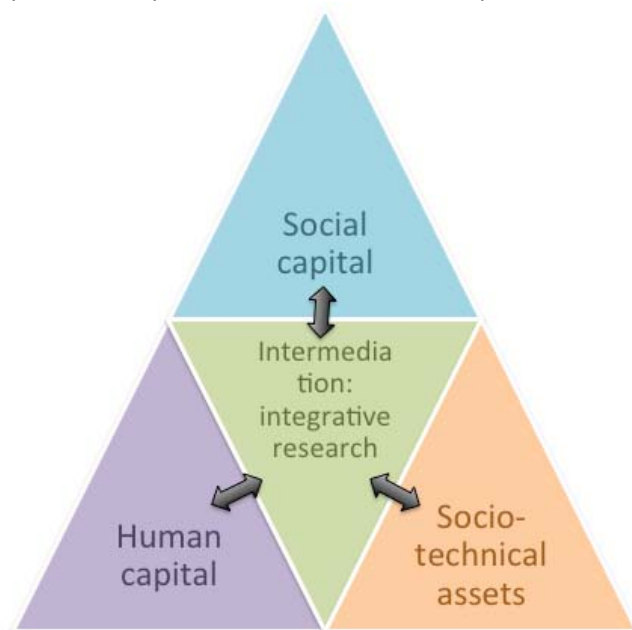 Social
capital
Intermedia
tion:
integrative
research
Human
capital
Socio-
technical
assets